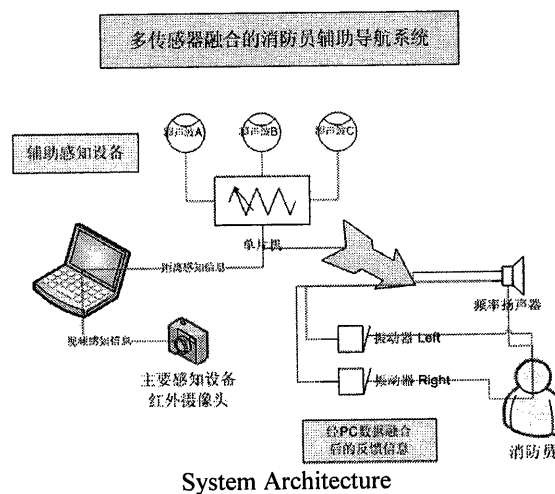 多传感器融合的消防员辅助导航系统
超声波A
超声波B
超声波C
辅助感知设备
单片机
距离感知信息
频率扬声器
视频感知信息
振动器 Left
主要感知设备
红外摄像头
振动器 Right
经PC数据融合
后的反馈信息
消防员
System Architecture